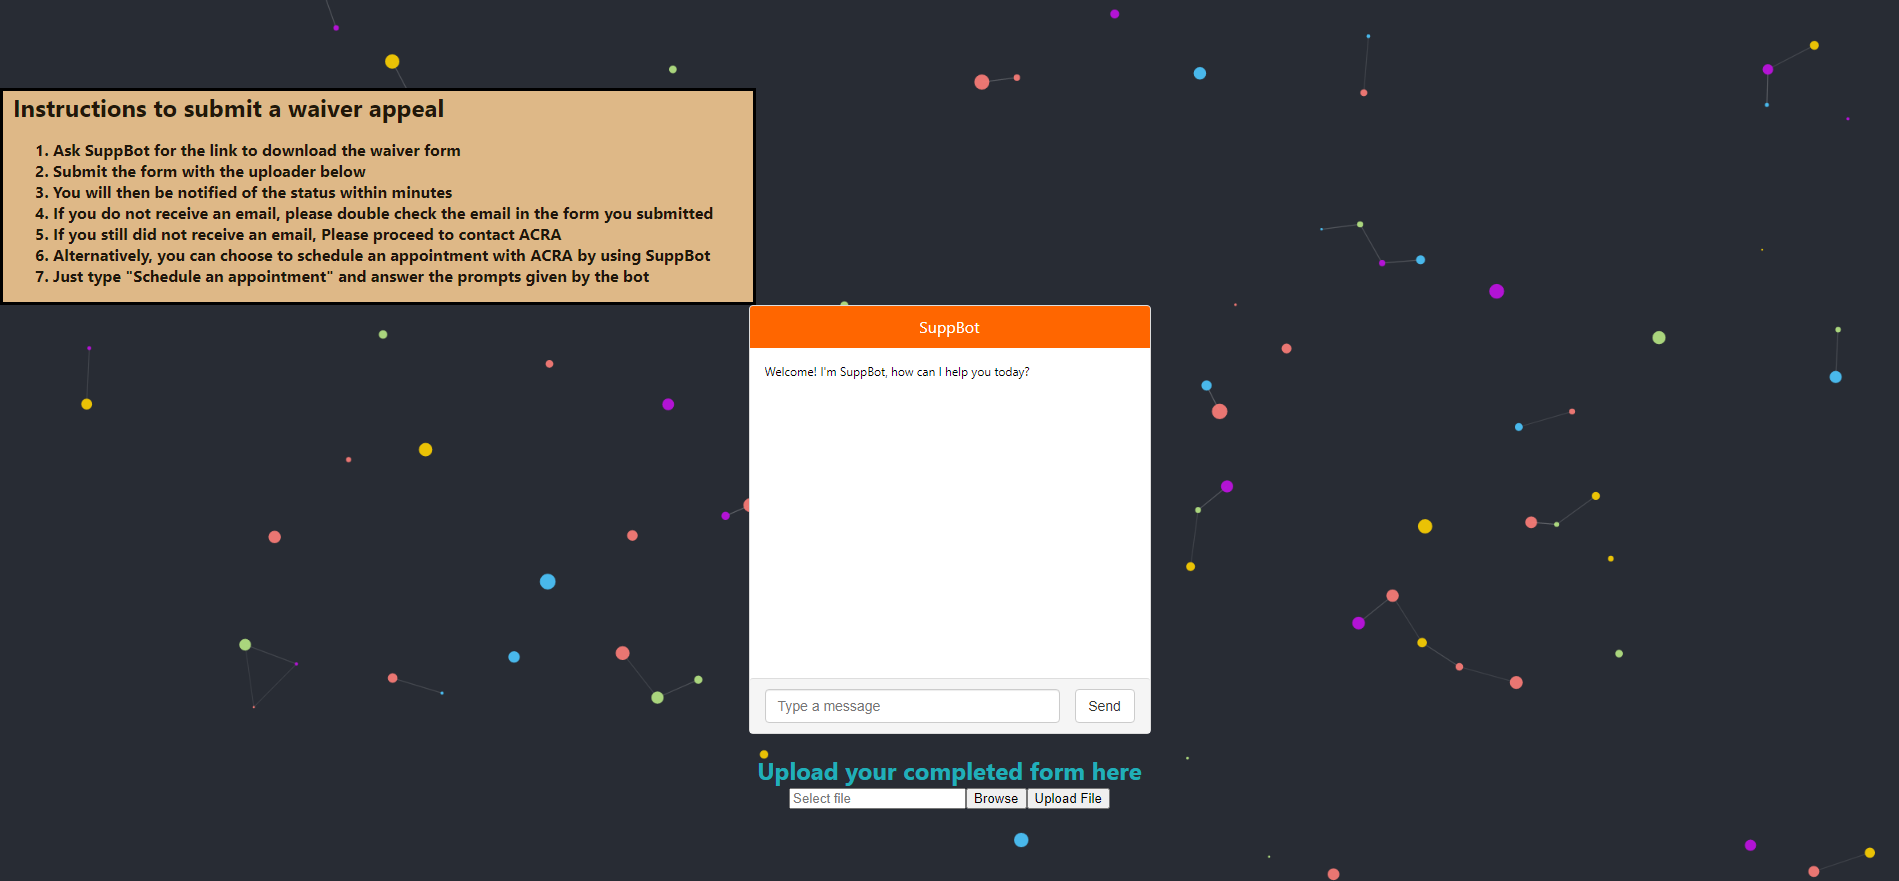 Instructions to submit a waiver appeal
1. Ask SuppBot for the link to download the waiver form
2. Submit the form with the uploader below
3. You will then be notified of the status within minutes
4. If you do not receive an email, please double check the email in the form you submitted
5. If you still did not receive an email, Please proceed to contact ACRA
6. Alternatively, you can choose to schedule an appointment with ACRA by using SuppBot
7. Just type "Schedule an appointment" and answer the prompts given by the bot
SuppBot
Welcome! I'm SuppBot, how can I help you today?
Type a message
Send
Upload your completed form here
Select file
Browse
Upload File